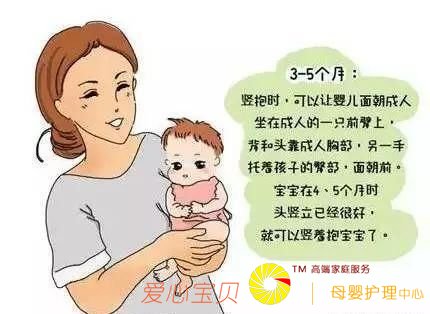 3-5个月：
竖抱时，可以让婴儿面朝成人
坐在成人的一只前臂上，
背和头靠成人胸部，另一手
托着孩子的臀部，面朝前。
宝宝在4、5个月时
头竖立已经很好，
就可以竖着抱宝宝了。
TM 高端家庭服务
爱心宝贝
母婴护理中心